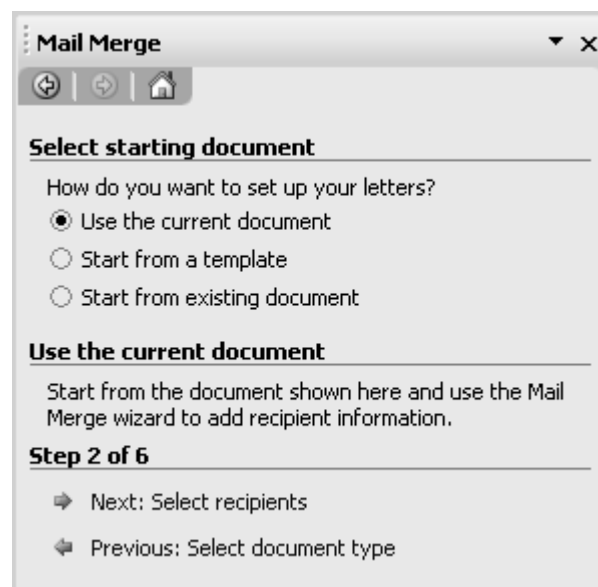 Mail Merge
Select starting document
How do you want to set up your letters?
Use the current document
Start from a template
Start from existing document
Use the current document
Start from the document shown here and use the Mail
Merge wizard to add recipient information.
Step 2 of 6
Next: Select recipients
Previous: Select document type